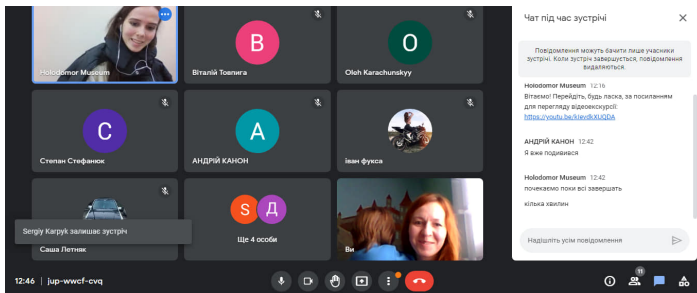 Holodomor Museum
В
Віталій Товпига
O
Oleh Karachunskyy
С
Степан Стефанюк
А
АНДРІЙ КАНОН
іван фукса
Sergiy Karpyk залишає зустріч
Саша Летняк
S Д
Ще 4 особи
Ви
12:46 | jup-wwcf-cvq
11
Чат під час зустрічі
Повідомлення можуть бачити лише учасники
зустрічі. Коли зустріч завершується, повідомлення
видаляються.
Holodomor Museum 12:16
Вітаємо! Перейдіть, будь ласка, за посиланням
для перегляду відеоекскурсії:
https://youtu.be/kIevdkXUQDA
АНДРІЙ КАНОН 12:42
Я вже подивився
Holodomor Museum 12:42
почекаємо поки всі завершать
кілька хвилин
Надішліть усім повідомлення